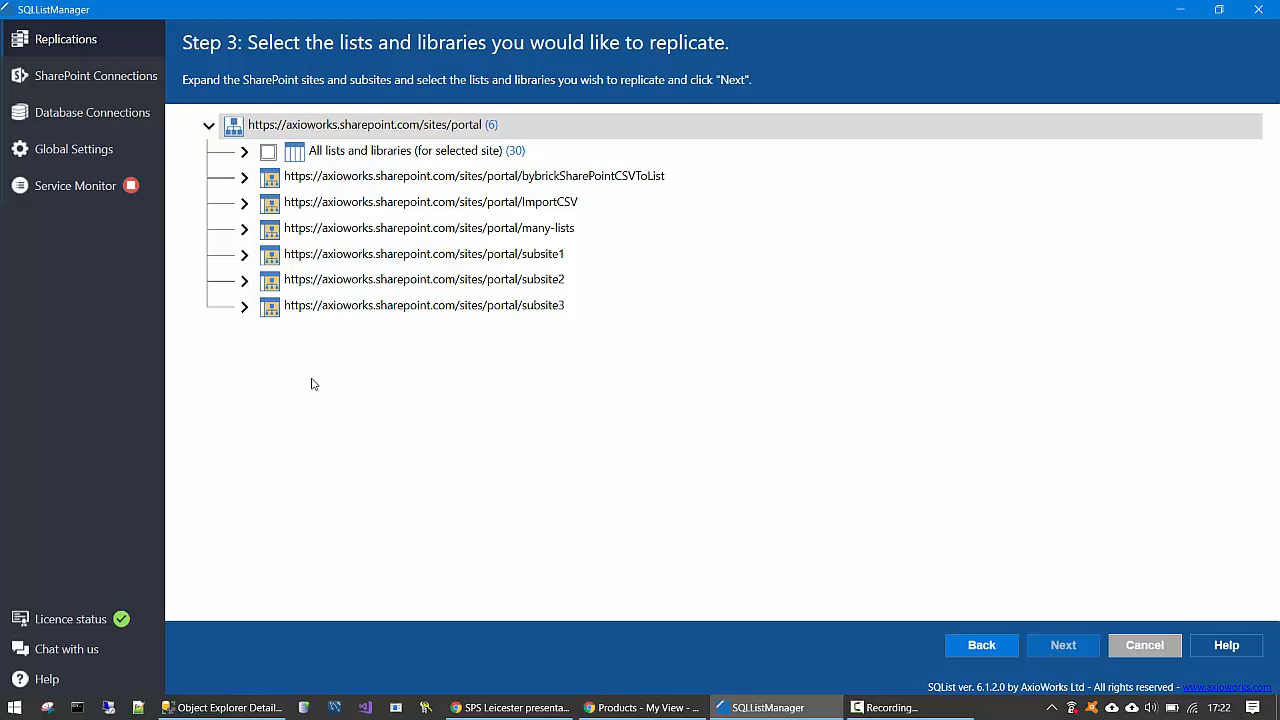 SQLListManager
Replications
SharePoint Connections
Database Connections
Global Settings
Service Monitor
Step 3: Select the lists and libraries you would like to replicate.
Expand the SharePoint sites and subsites and select the lists and libraries you wish to replicate and click "Next".
https://axioworks.sharepoint.com/sites/portal (6)
All lists and libraries (for selected site) (30)
https://axioworks.sharepoint.com/sites/portal/bybrickSharePointCSVToList
https://axioworks.sharepoint.com/sites/portal/ImportCSV
https://axioworks.sharepoint.com/sites/portal/many-lists
https://axioworks.sharepoint.com/sites/portal/subsite1
https://axioworks.sharepoint.com/sites/portal/subsite2
https://axioworks.sharepoint.com/sites/portal/subsite3
Licence status
Chat with us
Help
Back
Next
Cancel
Help
SQList ver. 6.1.2.0 by AxioWorks Ltd - All rights reserved - www.axioworks.com
Object Explorer Detail...
SPS Leicester presenta...
Products - My View - ...
SQLListManager
Recording...
17:22